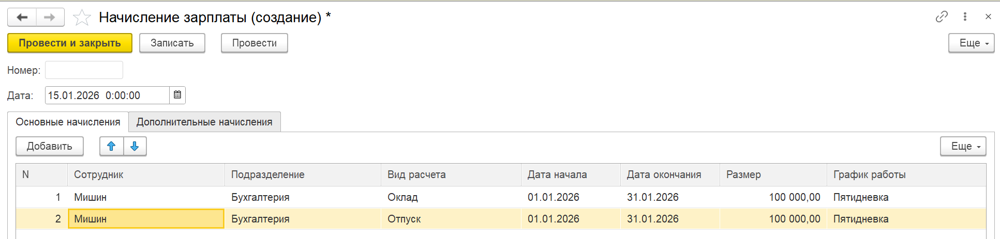 Начисление зарплаты (создание) *
Провести и закрыть Записать Провести Еще
Номер:
Дата: 15.01.2026 0:00:00
Основные начисления Дополнительные начисления
Добавить Еще
N Сотрудник Подразделение Вид расчета Дата начала Дата окончания Размер График работы
1 Мишин Бухгалтерия Оклад 01.01.2026 31.01.2026 100 000,00 Пятидневка
2 Мишин Бухгалтерия Отпуск 01.01.2026 31.01.2026 100 000,00 Пятидневка